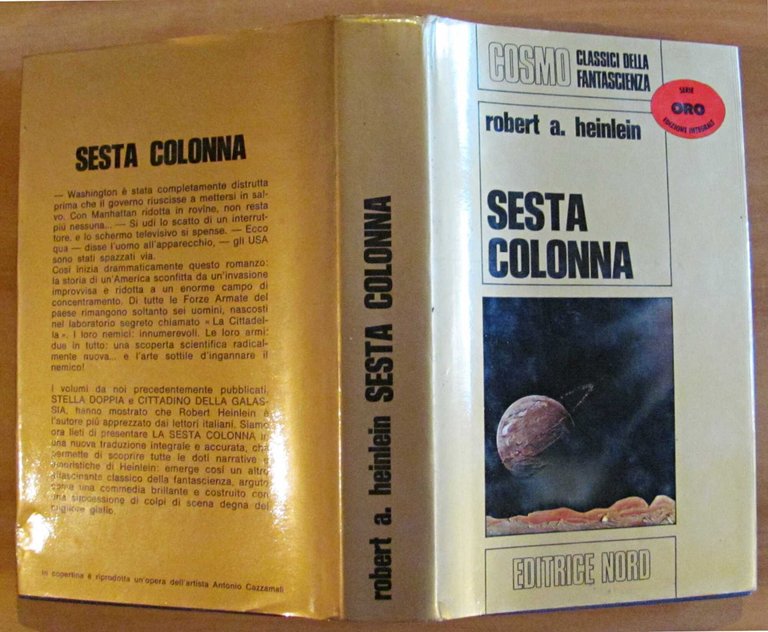 SESTA COLONNA
— Washington è stata completamente distrutta
prima che il governo riuscisse a mettersi in sal-
vo. Con Manhattan ridotta in rovine, non resta
più nessuna... — Si udì lo scatto di un interrut-
tore, e lo schermo televisivo si spense. — Ecco
qua — disse l'uomo all'apparecchio, — gli USA
sono stati spazzati via.
Così inizia drammaticamente questo romanzo:
la storia di un'America sconfitta da un'invasione
improvvisa e ridotta a un enorme campo di
concentramento. Di tutte le Forze Armate del
paese rimangono soltanto sei uomini, nascosti
nel laboratorio segreto chiamato « La Cittadel-
la ». I loro nemici: innumerevoli. Le loro armi:
due in tutto: una scoperta scientifica radical-
mente nuova... e l'arte sottile d'ingannare il
nemico!
I volumi da noi precedentemente pubblicati,
STELLA DOPPIA e CITTADINO DELLA GALAS-
SIA, hanno mostrato che Robert Heinlein è
l'autore più apprezzato dai lettori italiani. Siamo
ora lieti di presentare LA SESTA COLONNA in
una nuova traduzione integrale e accurata, che
permette di scoprire tutte le doti narrative e
umoristiche di Heinlein: emerge così un altro
affascinante classico della fantascienza, arguto
come una commedia brillante e costruito con
una successione di colpi di scena degna del
migliore giallo.
In copertina è riprodotta un'opera dell'artista Antonio Cazzamali
robert a. heinlein SESTA COLONNA
COSMO CLASSICI DELLA
FANTASCIENZA
SERIE
ORO
EDIZIONI INTEGRALI
robert a. heinlein
SESTA
COLONNA
EDITRICE NORD